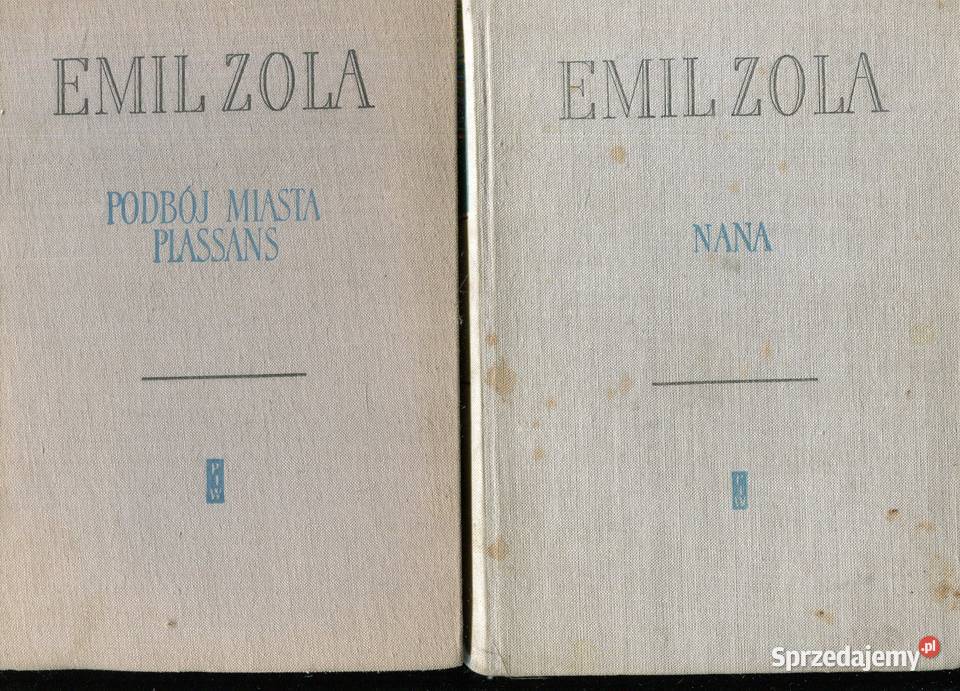 EMIL ZOLA
PODBÓJ MIASTA
PLASSANS
PIW
EMIL ZOLA
NANA
PIW
Sprzedajemy.pl